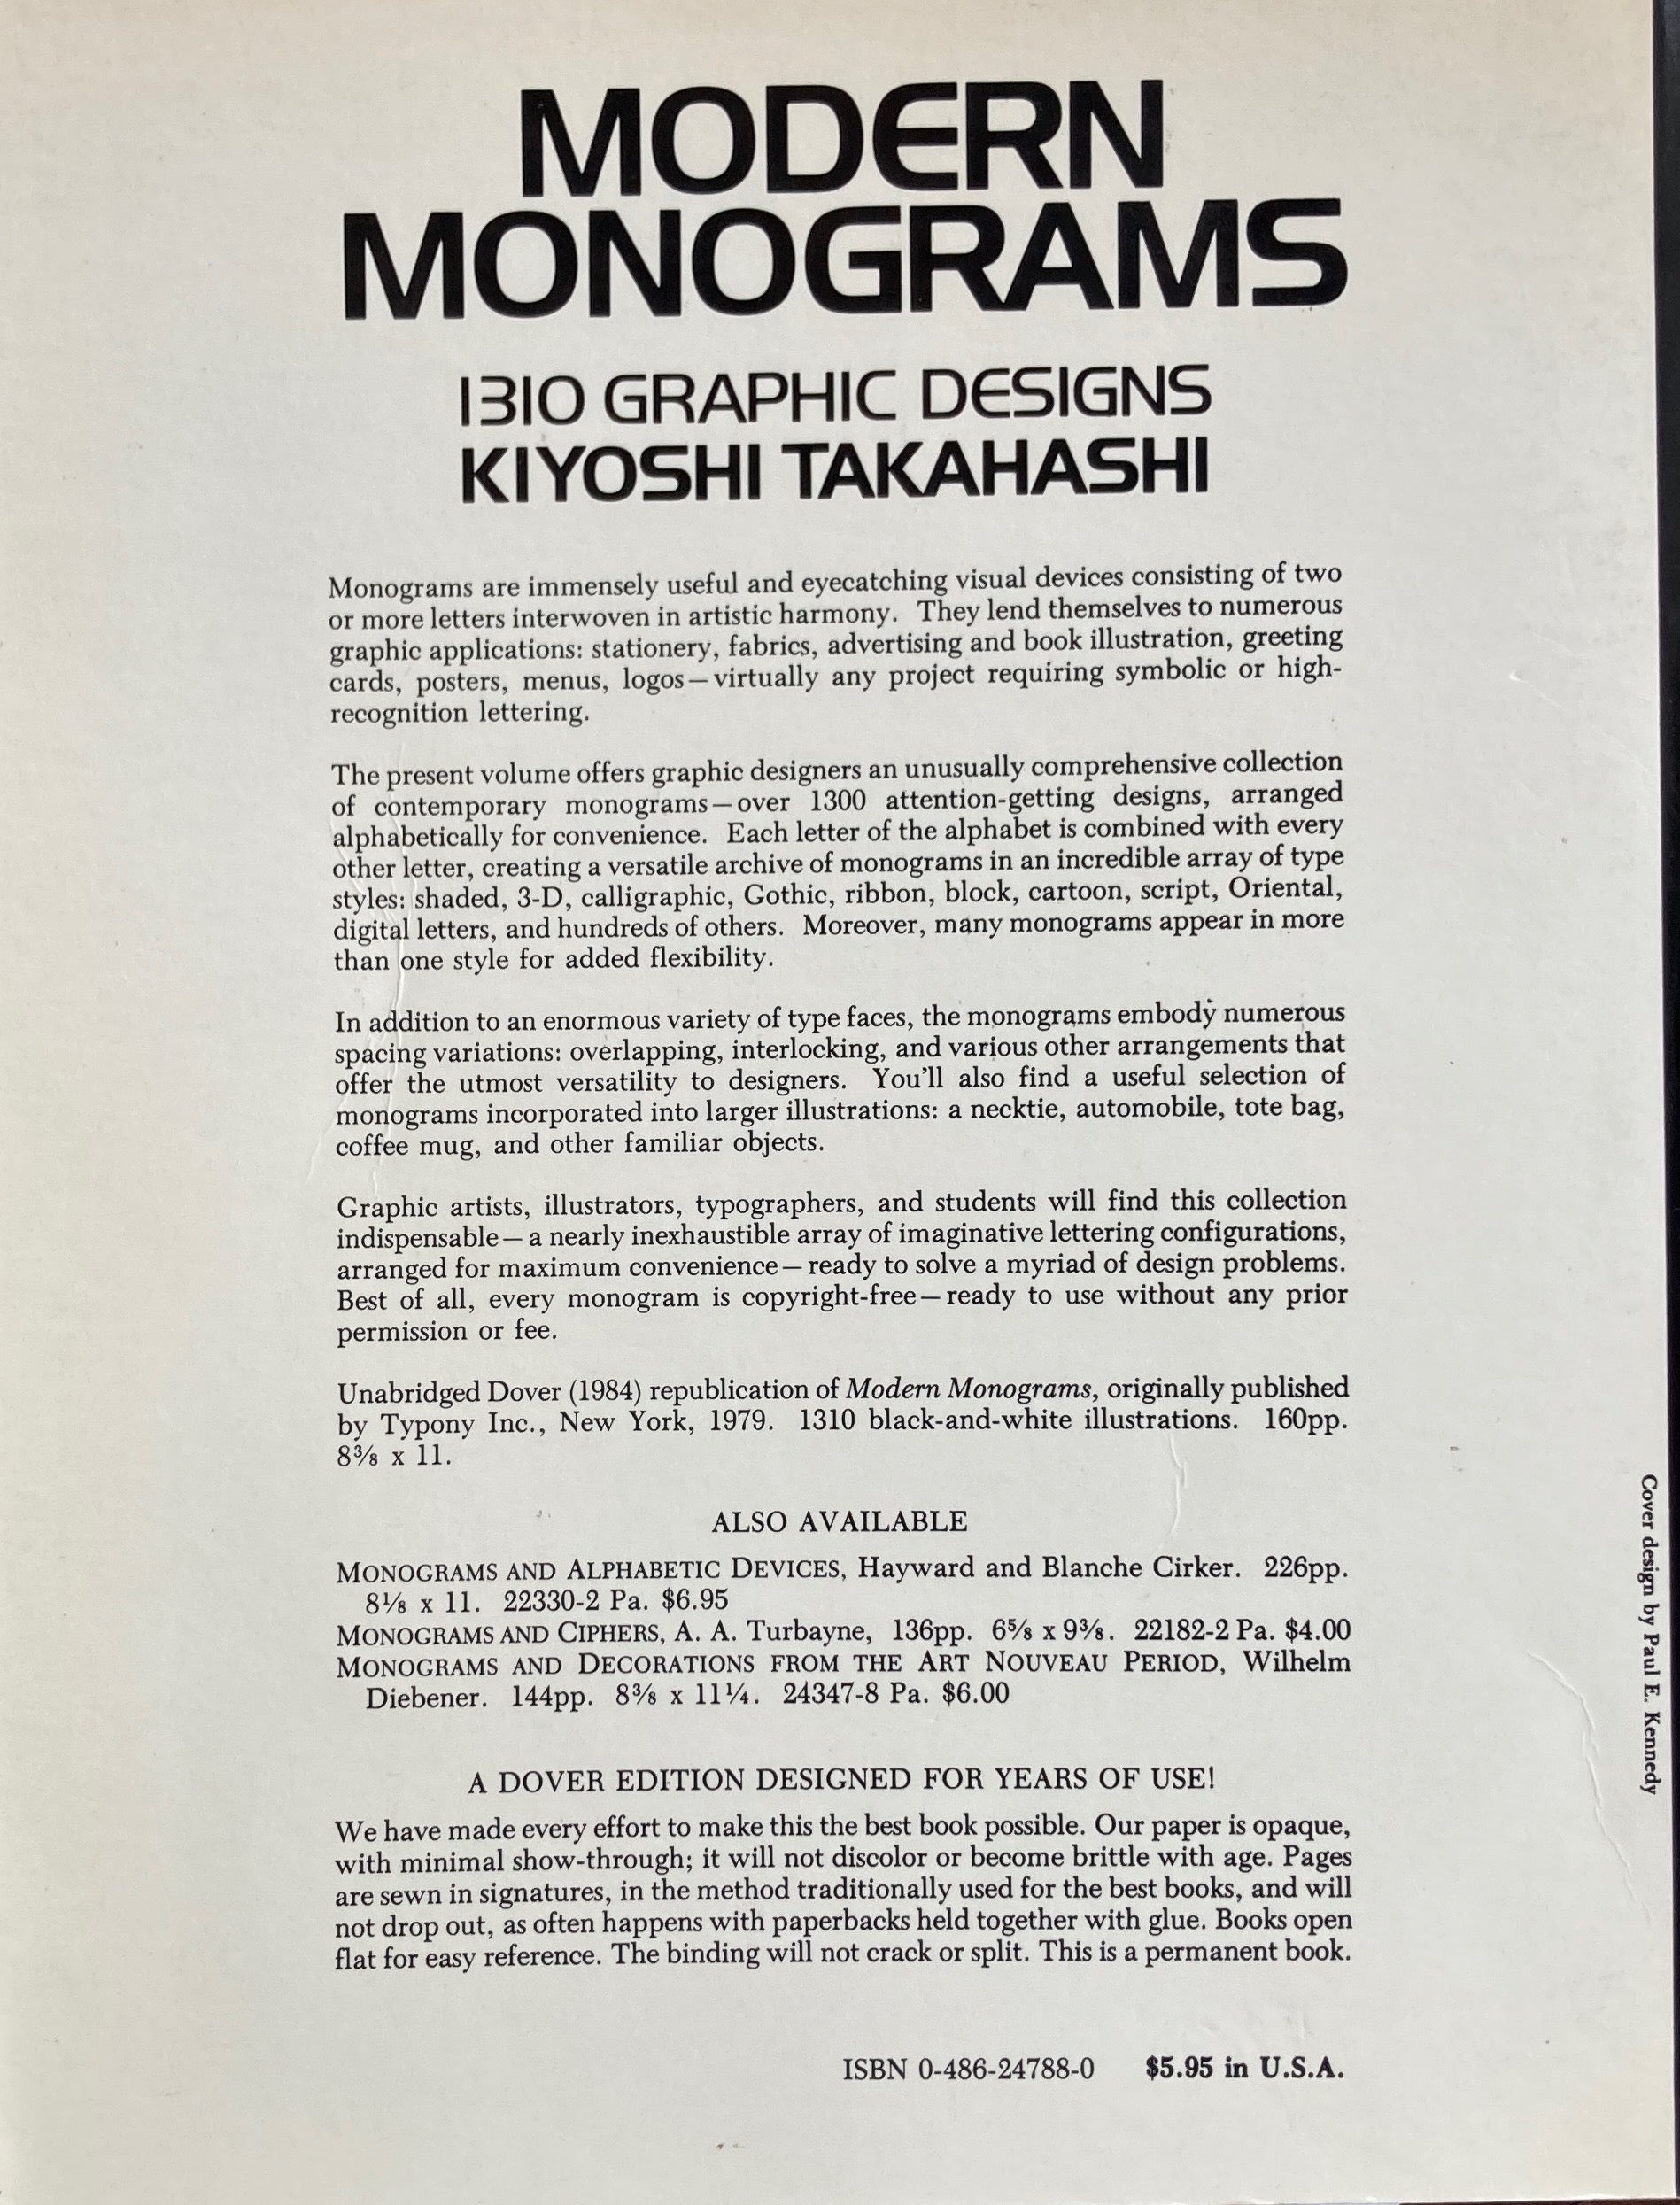 MODERN
MONOGRAMS
1310 GRAPHIC DESIGNS
KIYOSHI TAKAHASHI
Monograms are immensely useful and eyecatching visual devices consisting of two
or more letters interwoven in artistic harmony. They lend themselves to numerous
graphic applications: stationery, fabrics, advertising and book illustration, greeting
cards, posters, menus, logos—virtually any project requiring symbolic or high-
recognition lettering.
The present volume offers graphic designers an unusually comprehensive collection
of contemporary monograms—over 1300 attention-getting designs, arranged
alphabetically for convenience. Each letter of the alphabet is combined with every
other letter, creating a versatile archive of monograms in an incredible array of type
styles: shaded, 3-D, calligraphic, Gothic, ribbon, block, cartoon, script, Oriental,
digital letters, and hundreds of others. Moreover, many monograms appear in more
than one style for added flexibility.
In addition to an enormous variety of type faces, the monograms embody numerous
spacing variations: overlapping, interlocking, and various other arrangements that
offer the utmost versatility to designers. You'll also find a useful selection of
monograms incorporated into larger illustrations: a necktie, automobile, tote bag,
coffee mug, and other familiar objects.
Graphic artists, illustrators, typographers, and students will find this collection
indispensable—a nearly inexhaustible array of imaginative lettering configurations,
arranged for maximum convenience—ready to solve a myriad of design problems.
Best of all, every monogram is copyright-free—ready to use without any prior
permission or fee.
Unabridged Dover (1984) republication of Modern Monograms, originally published
by Typony Inc., New York, 1979. 1310 black-and-white illustrations. 160pp.
8⅜ x 11.
ALSO AVAILABLE
MONOGRAMS AND ALPHABETIC DEVICES, Hayward and Blanche Cirker. 226pp.
8⅛ x 11. 22330-2 Pa. $6.95
MONOGRAMS AND CIPHERS, A. A. Turbayne, 136pp. 6⅝ x 9⅜. 22182-2 Pa. $4.00
MONOGRAMS AND DECORATIONS FROM THE ART NOUVEAU PERIOD, Wilhelm
Diebener. 144pp. 8⅜ x 11¼. 24347-8 Pa. $6.00
A DOVER EDITION DESIGNED FOR YEARS OF USE!
We have made every effort to make this the best book possible. Our paper is opaque,
with minimal show-through; it will not discolor or become brittle with age. Pages
are sewn in signatures, in the method traditionally used for the best books, and will
not drop out, as often happens with paperbacks held together with glue. Books open
flat for easy reference. The binding will not crack or split. This is a permanent book.
ISBN 0-486-24788-0 $5.95 in U.S.A.
Cover design by Paul E. Kennedy